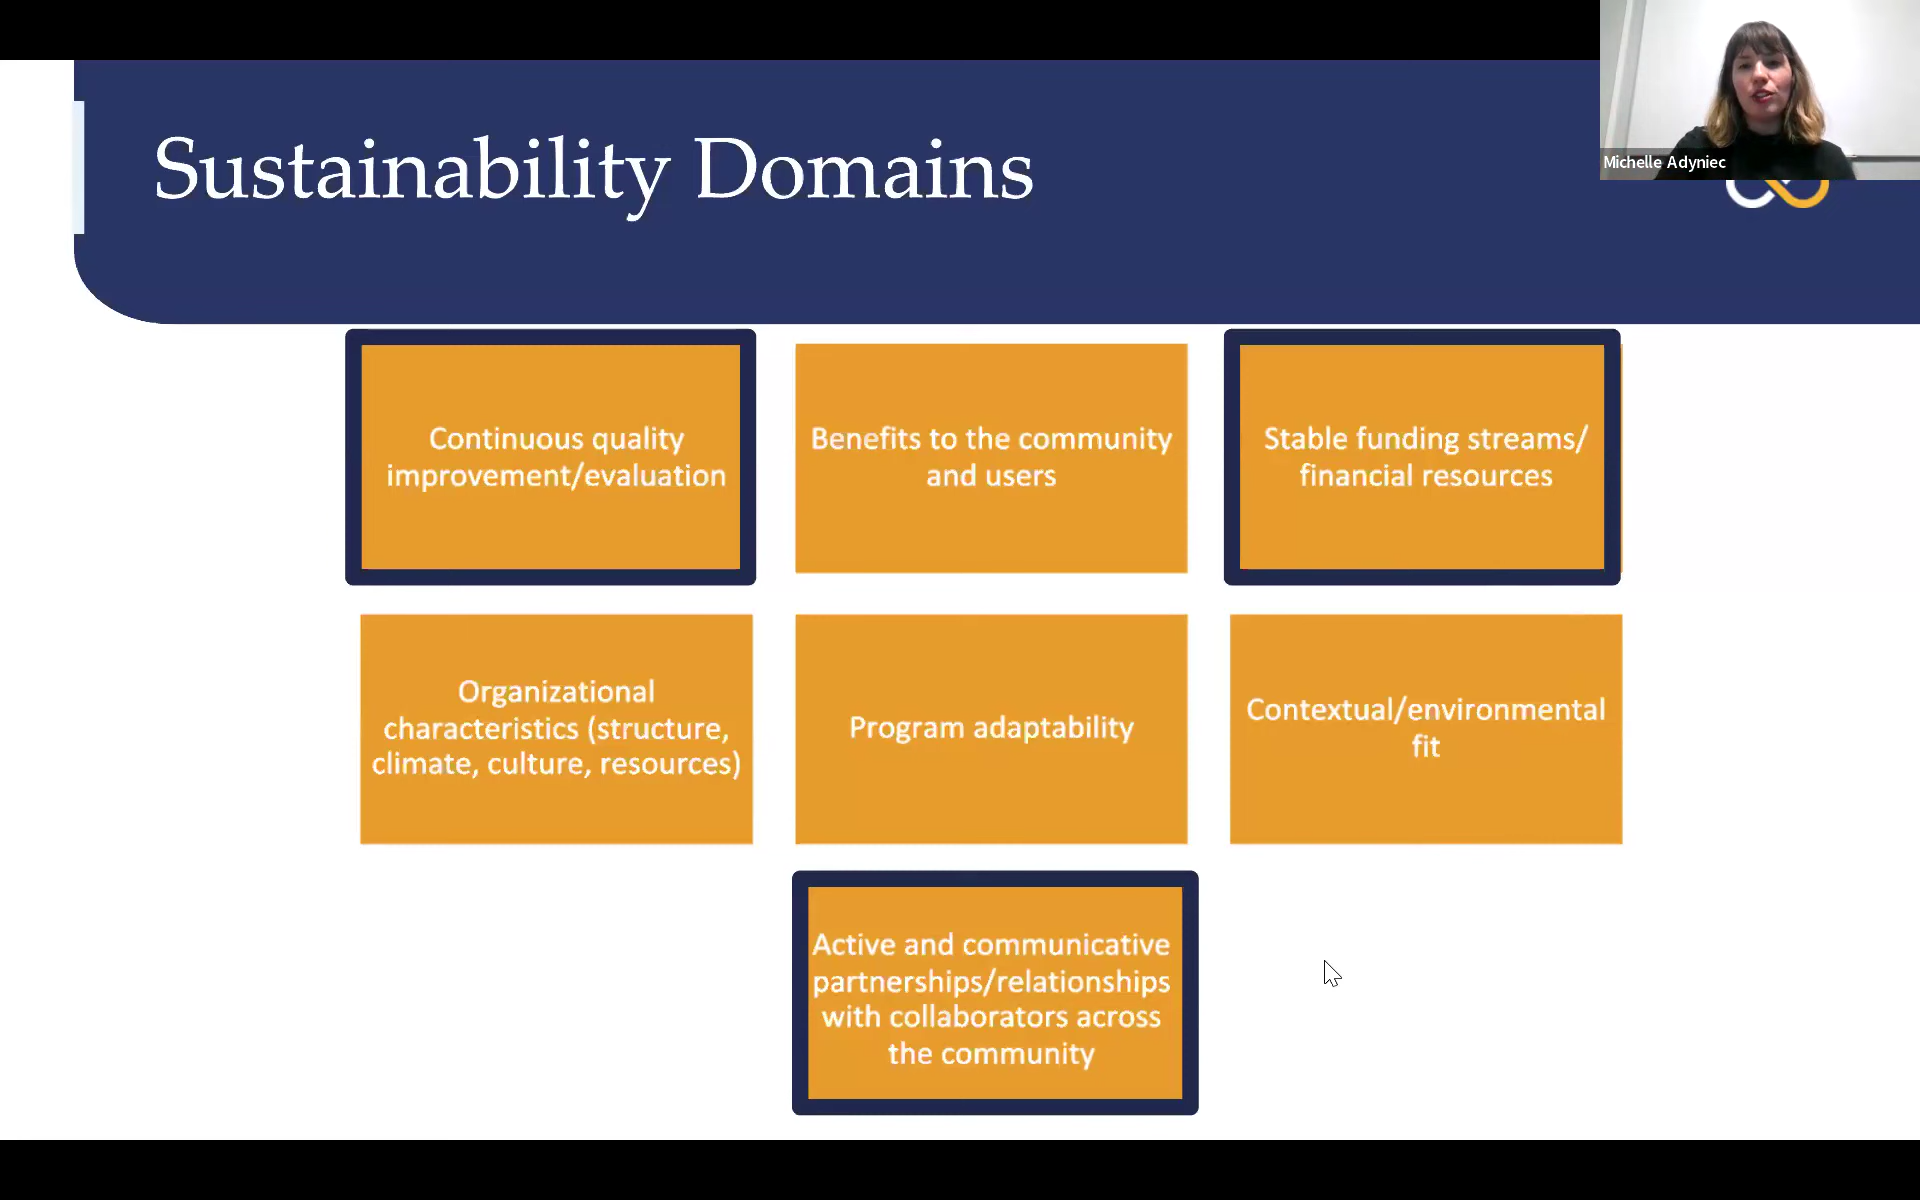 Sustainability Domains
Michelle Adyniec
Continuous quality
improvement/evaluation
Benefits to the community
and users
Stable funding streams/
financial resources
Organizational
characteristics (structure,
climate, culture, resources)
Program adaptability
Contextual/environmental
fit
Active and communicative
partnerships/relationships
with collaborators across
the community